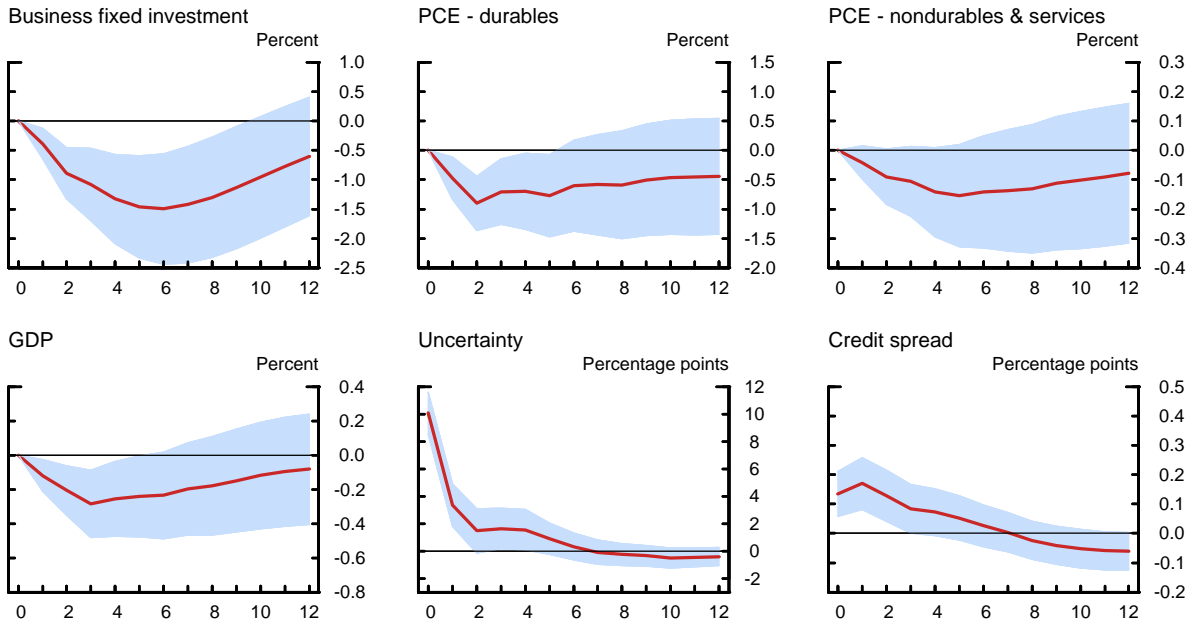 Business fixed investment
Percent
1.0
0.5
0.0
-0.5
-1.0
-1.5
-2.0
-2.5
0 2 4 6 8 10 12
PCE - durables
Percent
1.5
1.0
0.5
0.0
-0.5
-1.0
-1.5
-2.0
0 2 4 6 8 10 12
PCE - nondurables & services
Percent
0.3
0.2
0.1
0.0
-0.1
-0.2
-0.3
-0.4
0 2 4 6 8 10 12
GDP
Percent
0.4
0.2
0.0
-0.2
-0.4
-0.6
-0.8
0 2 4 6 8 10 12
Uncertainty
Percentage points
12
10
8
6
4
2
0
-2
0 2 4 6 8 10 12
Credit spread
Percentage points
0.5
0.4
0.3
0.2
0.1
0.0
-0.1
-0.2
0 2 4 6 8 10 12